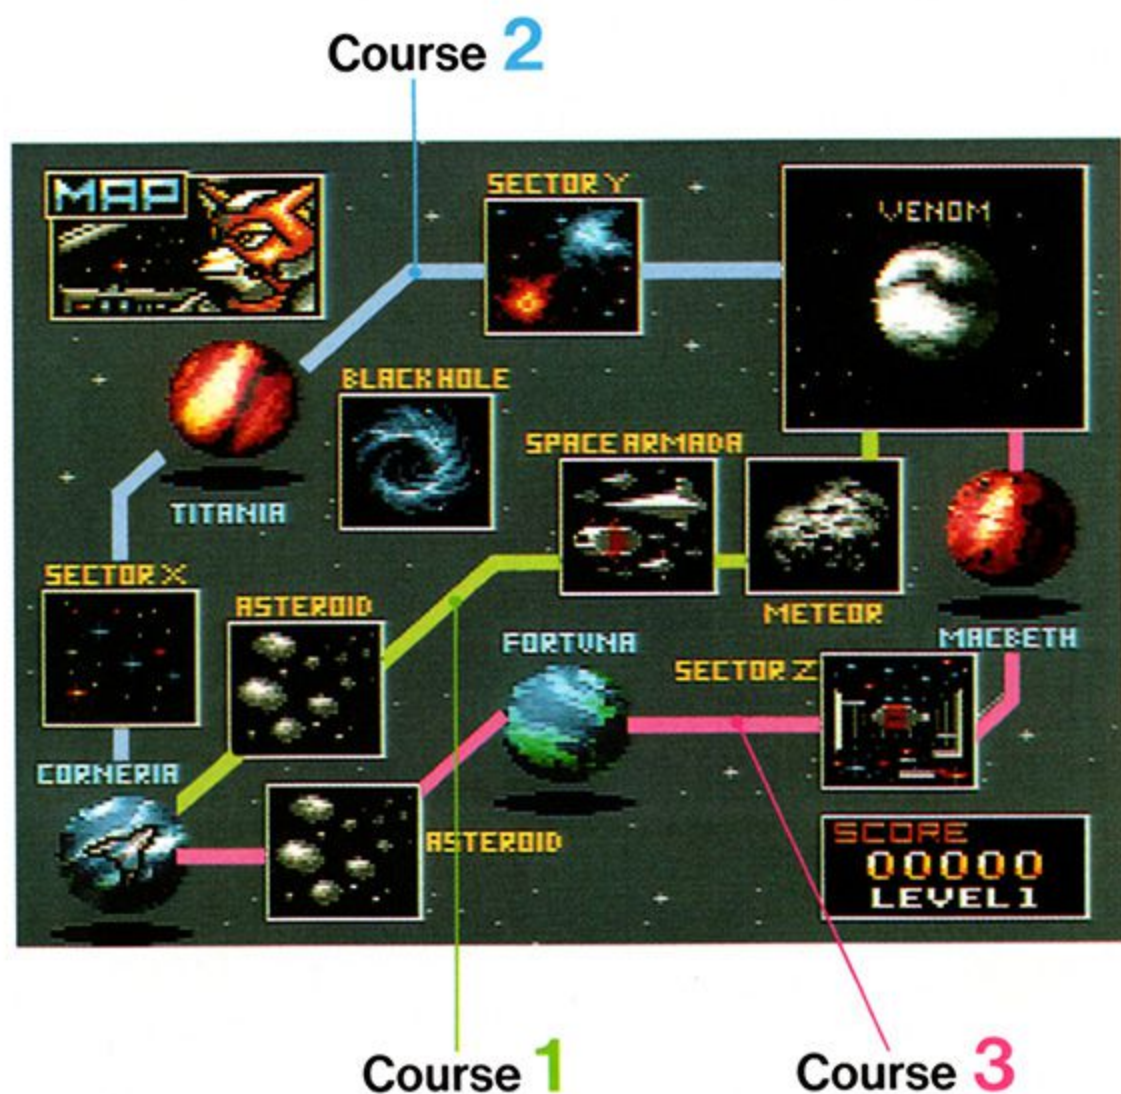 Course 2
MAP
SECTOR Y
VENOM
BLACK HOLE
SPACE ARMADA
TITANIA
SECTOR X
ASTEROID
METEOR
FORTUNA
MACBETH
SECTOR Z
CORNERIA
ASTEROID
SCORE
00000
LEVEL 1
Course 1
Course 3